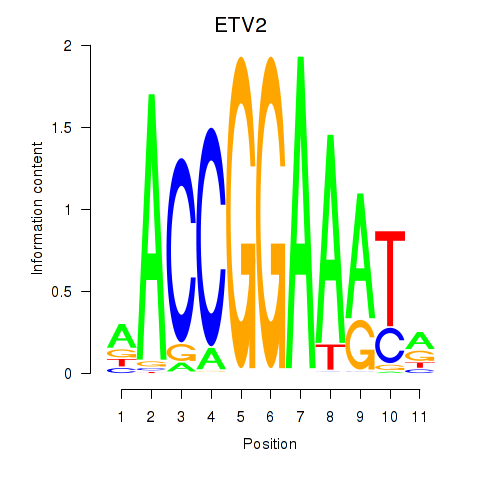 ETV2
2
1.5
1
0.5
0
Information content
A G T C
A G C
C G A
C A
G
G
A
A T
A G
T C G A
A G T C
1 2 3 4 5 6 7 8 9 10 11
Position